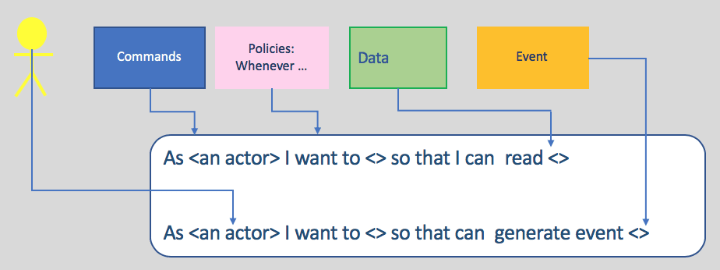 Commands
Policies:
Whenever ...
Data
Event
As <an actor> I want to <> so that I can  read <>
As <an actor> I want to <> so that can  generate event <>